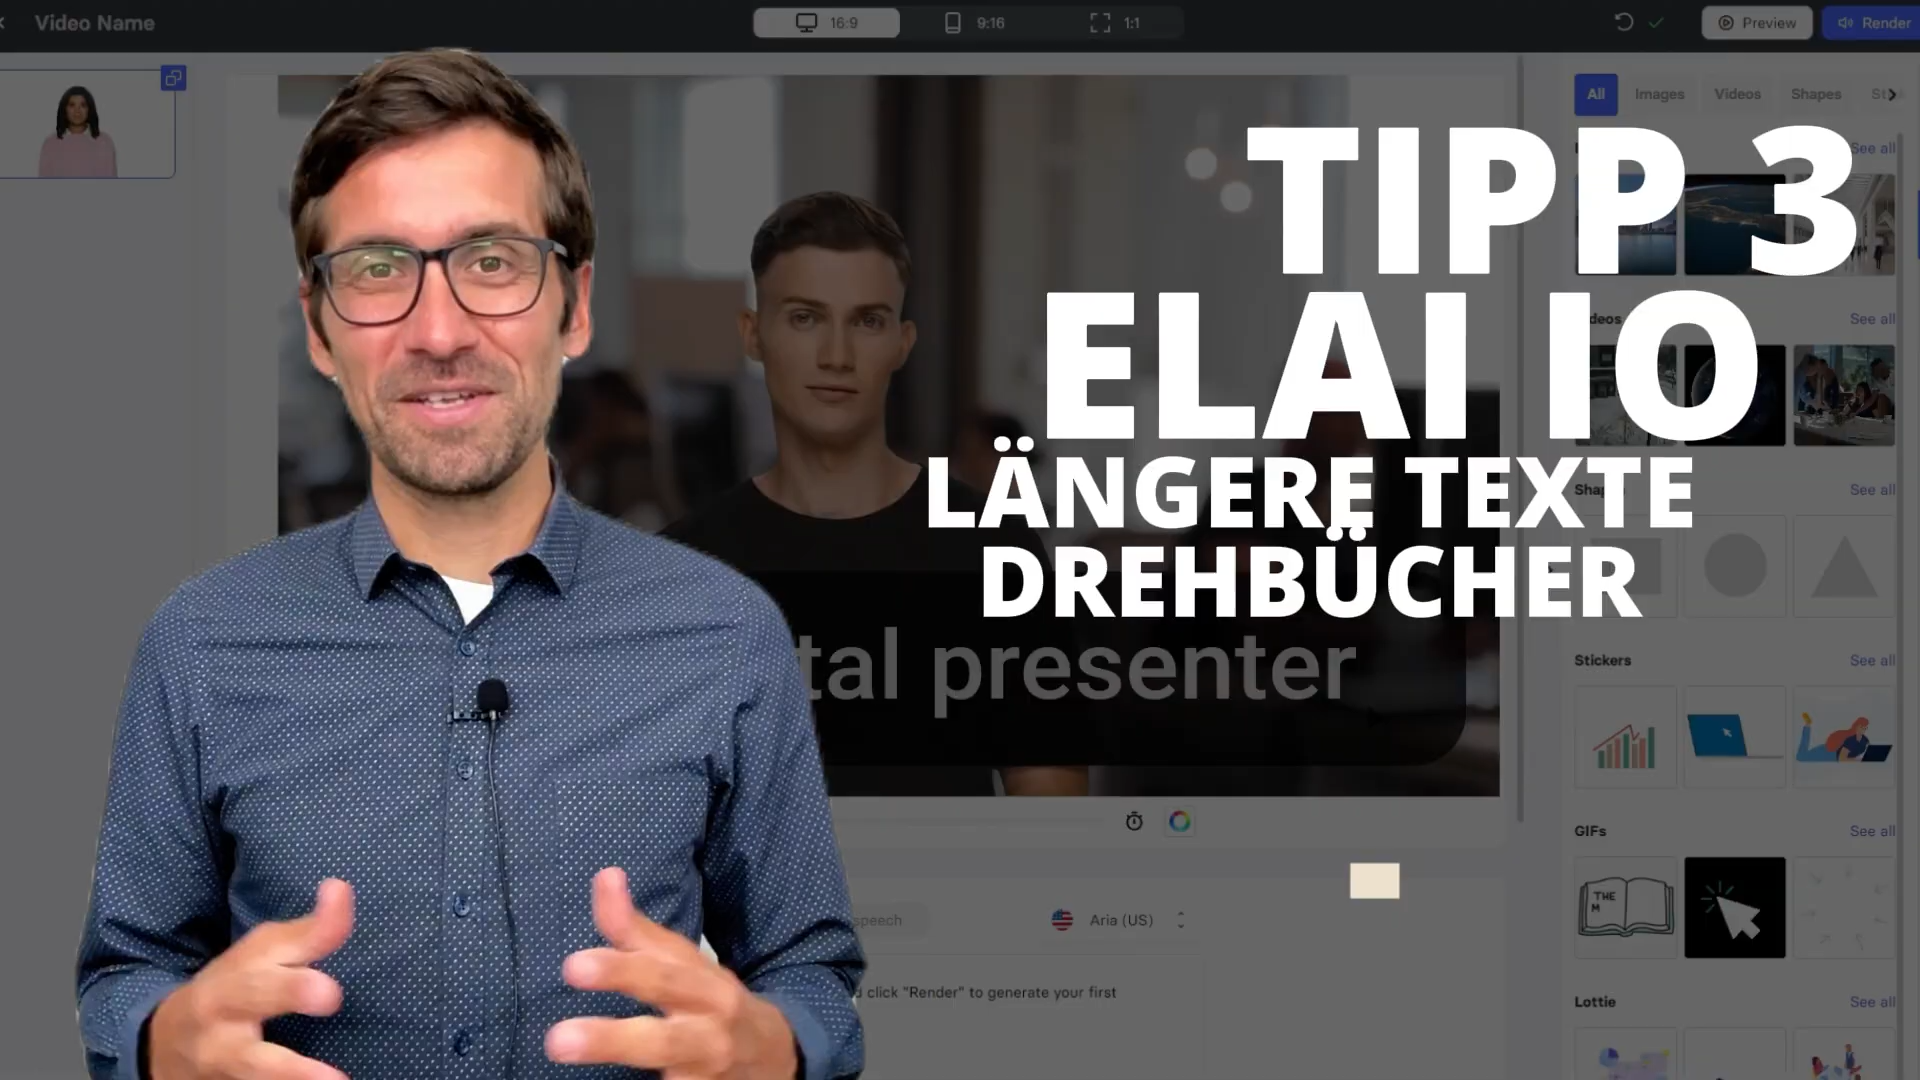 Video Name
16:9
9:16
1:1
Preview
Render
All
Images
Videos
Shapes
TIPP 3
ELAI IO
LÄNGERE TEXTE
DREHBÜCHER
See all
See all
See all
tal presenter
Stickers
See all
GIFs
See all
THE
M
speech
Aria (US)
click "Render" to generate your first
Lottie
See all